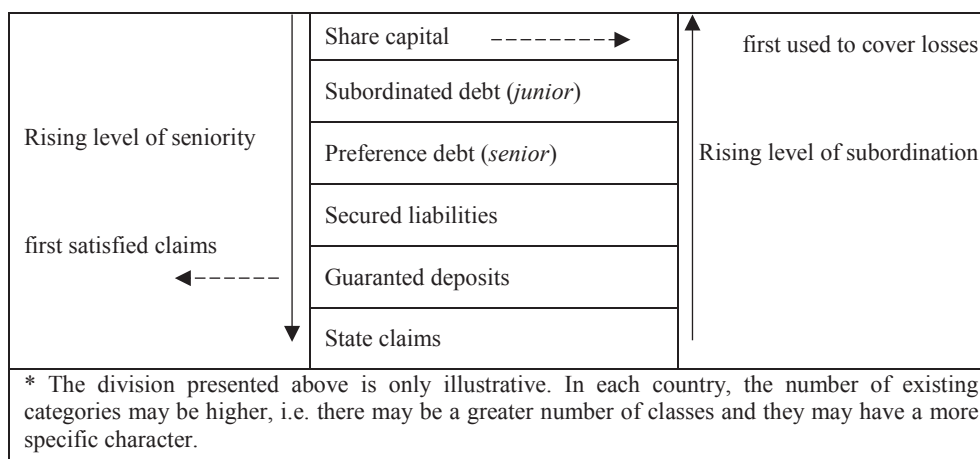 Share capital
first used to cover losses
Subordinated debt (junior)
Rising level of seniority
Preference debt (senior)
Rising level of subordination
Secured liabilities
first satisfied claims
Guaranted deposits
State claims
* The division presented above is only illustrative. In each country, the number of existing
categories may be higher, i.e. there may be a greater number of classes and they may have a more
specific character.